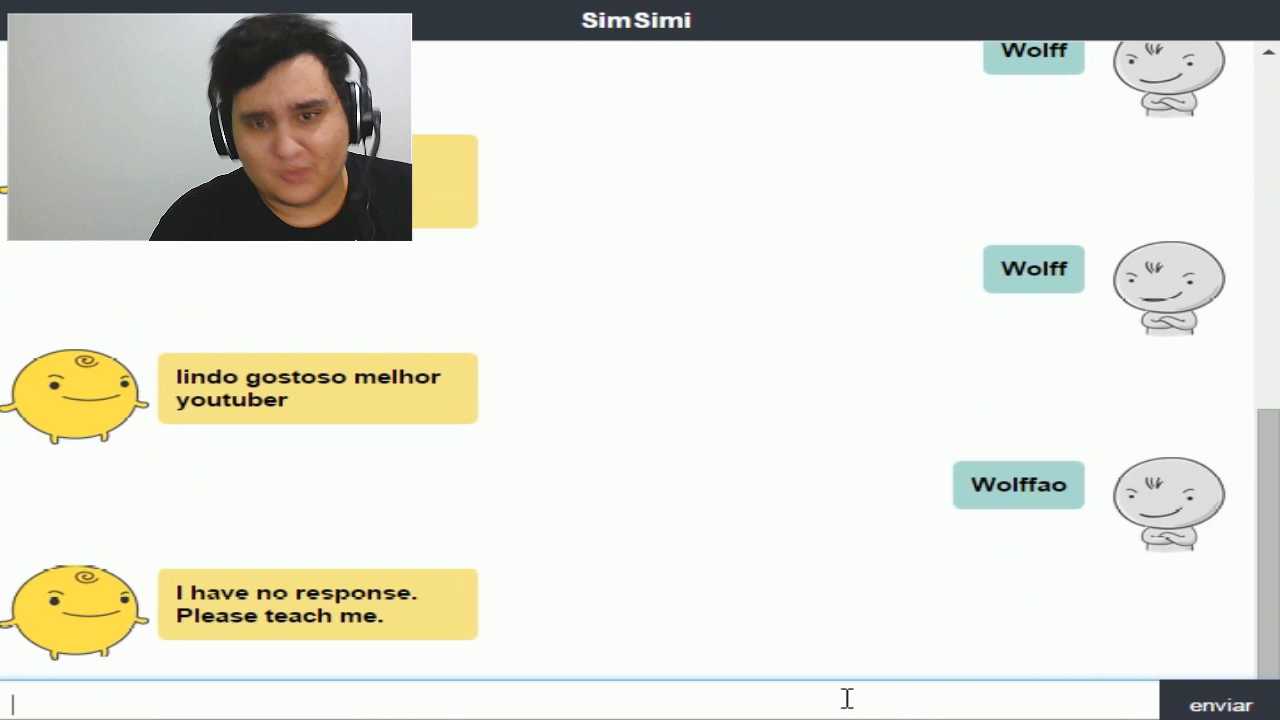 SimSimi
Wolff
Wolff
lindo gostoso melhor
youtuber
Wolffao
I have no response.
Please teach me.
enviar